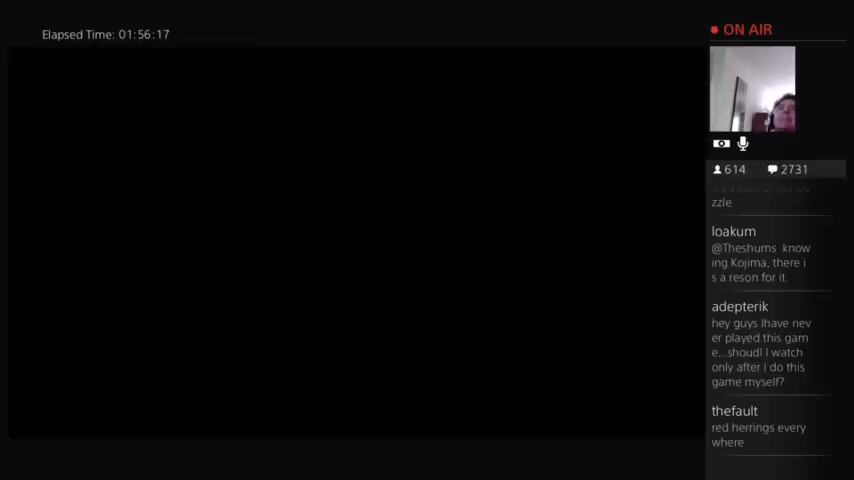 Elapsed Time: 01:56:17
ON AIR
614 2731
zzle
loakum
@Theshums know
ing Kojima, there i
s a reson for it.
adepterik
hey guys Ihave nev
er played this gam
e...shoudl I watch
only after I do this
game myself?
thefault
red herrings every
where